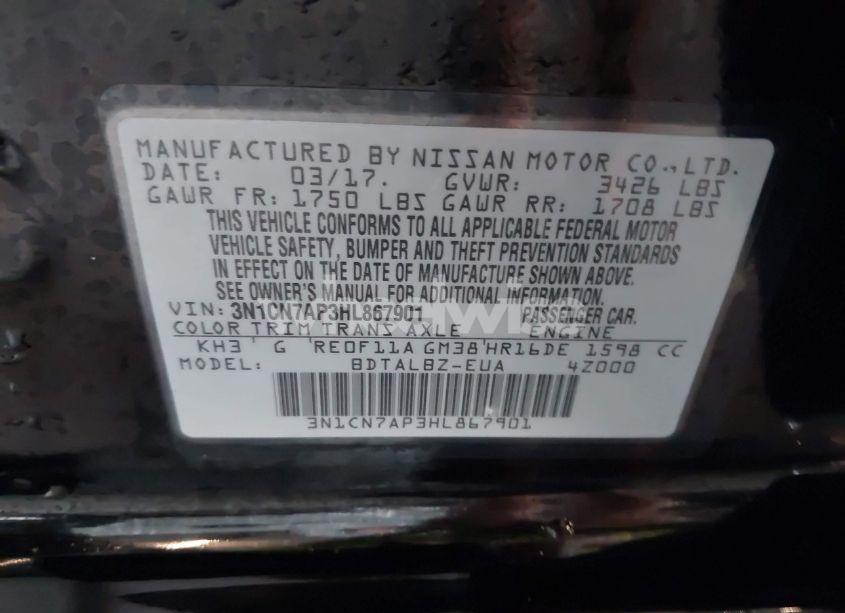 MANUFACTURED BY NISSAN MOTOR CO.,LTD.
DATE: 03/17. GVWR: 3426 LBS
GAWR FR: 1750 LBS GAWR RR: 1708 LBS
THIS VEHICLE CONFORMS TO ALL APPLICABLE FEDERAL MOTOR
VEHICLE SAFETY, BUMPER AND THEFT PREVENTION STANDARDS
IN EFFECT ON THE DATE OF MANUFACTURE SHOWN ABOVE.
SEE OWNER'S MANUAL FOR ADDITIONAL INFORMATION.
VIN: 3N1CN7AP3HL867901 PASSENGER CAR.
COLOR TRIM TRANS AXLE ENGINE
KH3 G RE0F11A GM38 HR16DE 1598 CC
MODEL: BDTALBZ-EUA 4Z000
3N1CN7AP3HL867901